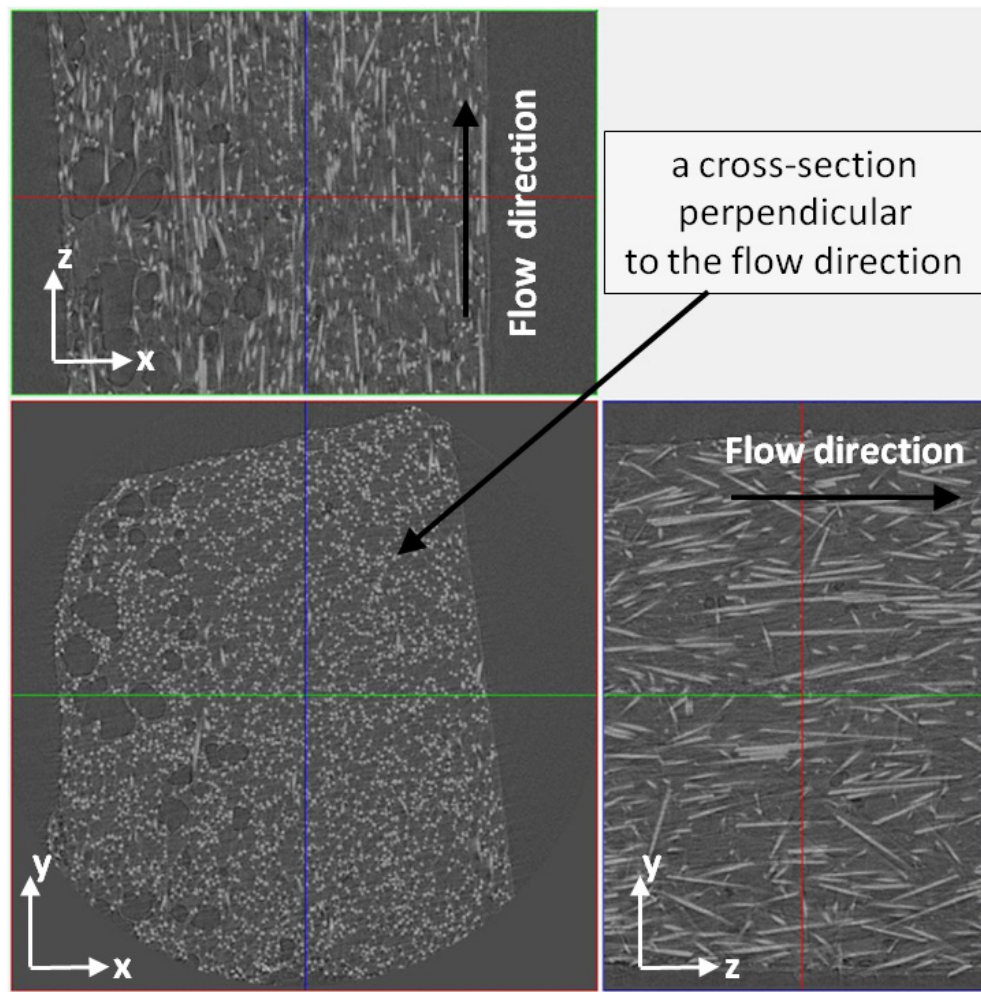 Flow direction
z
x
a cross-section
perpendicular
to the flow direction
y
x
Flow direction
y
z